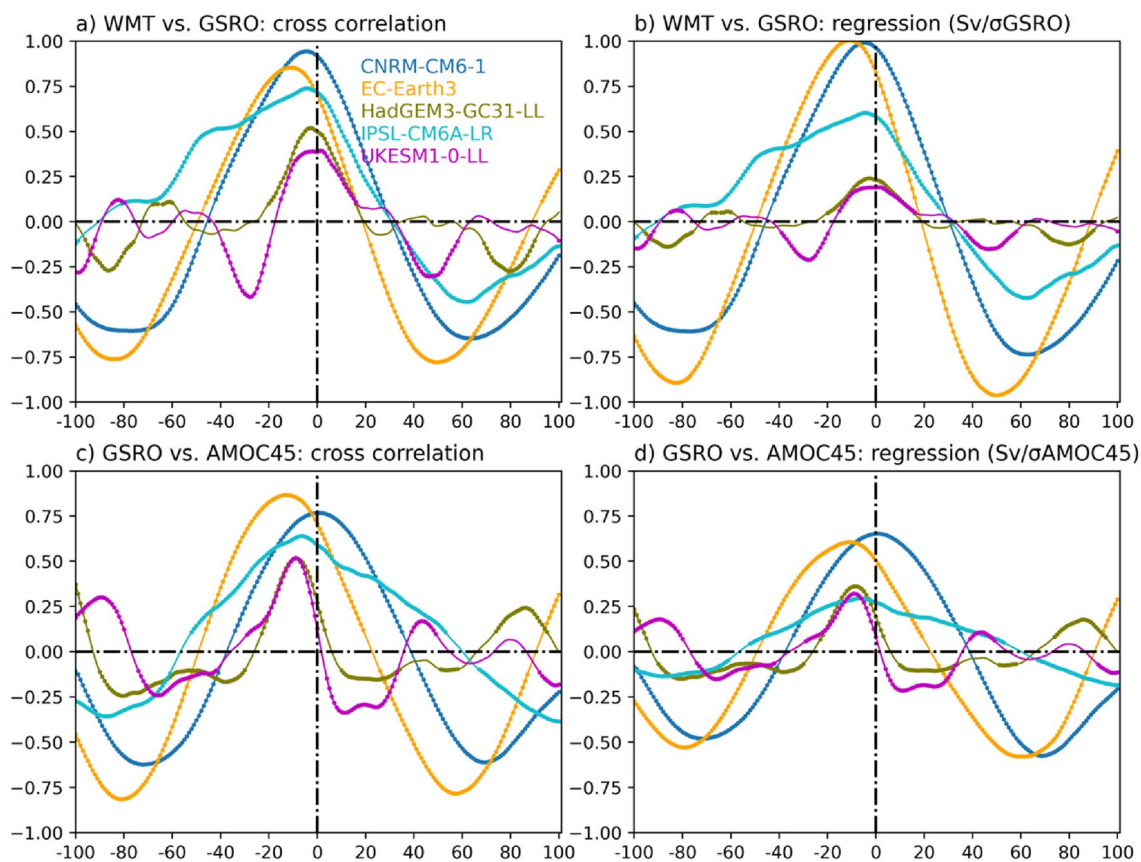 a) WMT vs. GSRO: cross correlation
1.00
0.75
0.50
0.25
0.00
−0.25
−0.50
−0.75
−1.00
CNRM-CM6-1
EC-Earth3
HadGEM3-GC31-LL
IPSL-CM6A-LR
UKESM1-0-LL
-100 -80 -60 -40 -20 0 20 40 60 80 100
b) WMT vs. GSRO: regression (Sv/σGSRO)
1.00
0.75
0.50
0.25
0.00
−0.25
−0.50
−0.75
−1.00
-100 -80 -60 -40 -20 0 20 40 60 80 100
c) GSRO vs. AMOC45: cross correlation
1.00
0.75
0.50
0.25
0.00
−0.25
−0.50
−0.75
−1.00
-100 -80 -60 -40 -20 0 20 40 60 80 100
d) GSRO vs. AMOC45: regression (Sv/σAMOC45)
1.00
0.75
0.50
0.25
0.00
−0.25
−0.50
−0.75
−1.00
-100 -80 -60 -40 -20 0 20 40 60 80 100